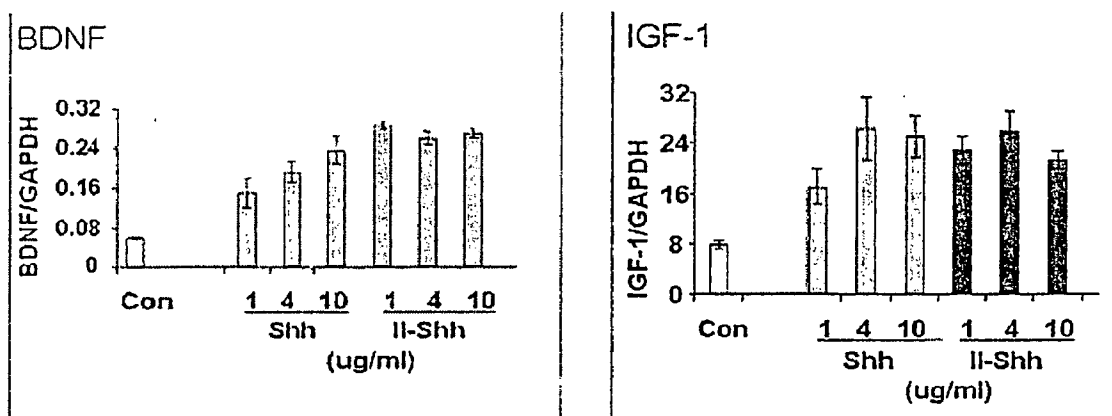 BDNF
BDNF/GAPDH
0.32
0.24
0.16
0.08
0
Con
1 4 10 1 4 10
Shh II-Shh
(ug/ml)
IGF-1
IGF-1/GAPDH
32
24
16
8
0
Con
1 4 10 1 4 10
Shh II-Shh
(ug/ml)